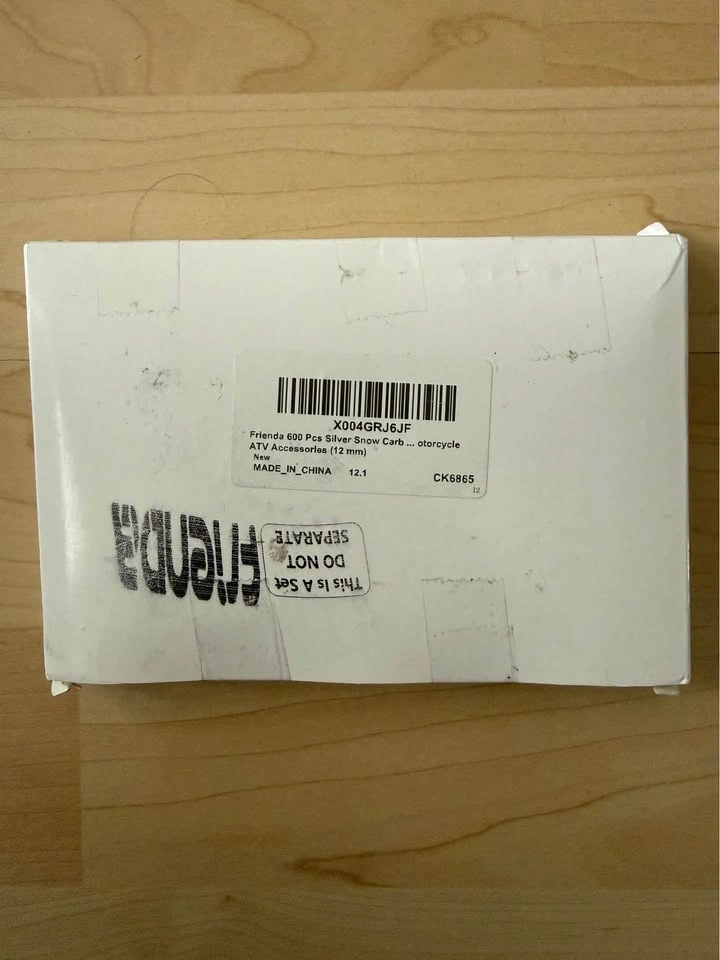 X004GRJ6JF
Frienda 600 Pcs Silver Snow Carb ... otorcycle
ATV Accessories (12 mm)
New
MADE_IN_CHINA 12.1 CK6865
12
FrienDa
This Is A Set
DO NOT
SEPARATE